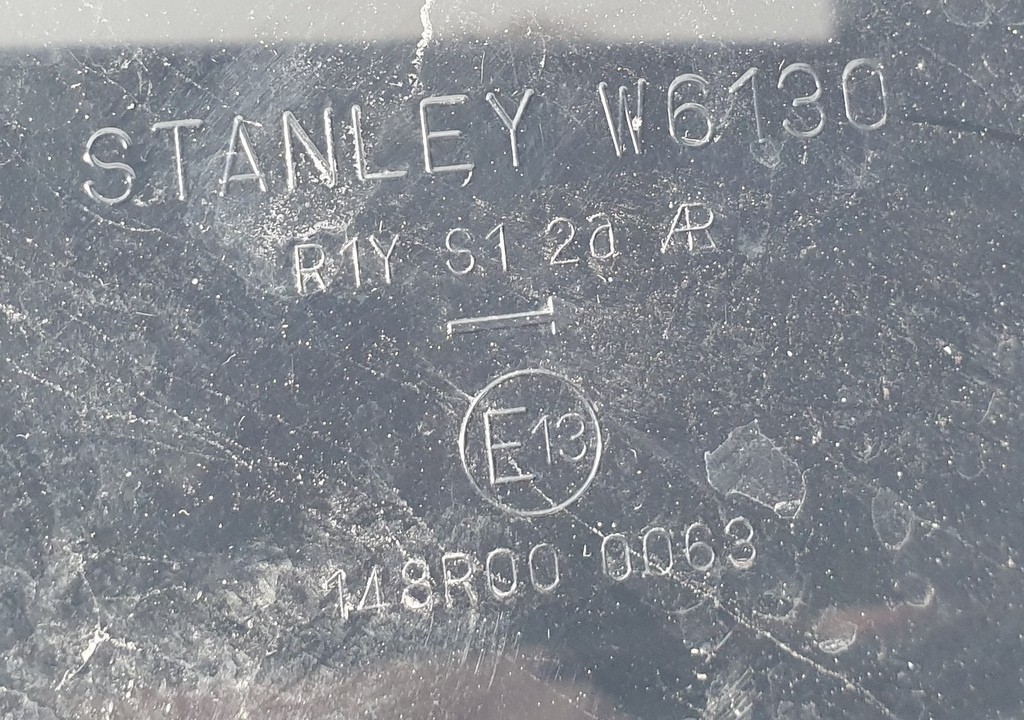 STANLEY W6130
R1Y S1 2a AR
E13
148R00 0063